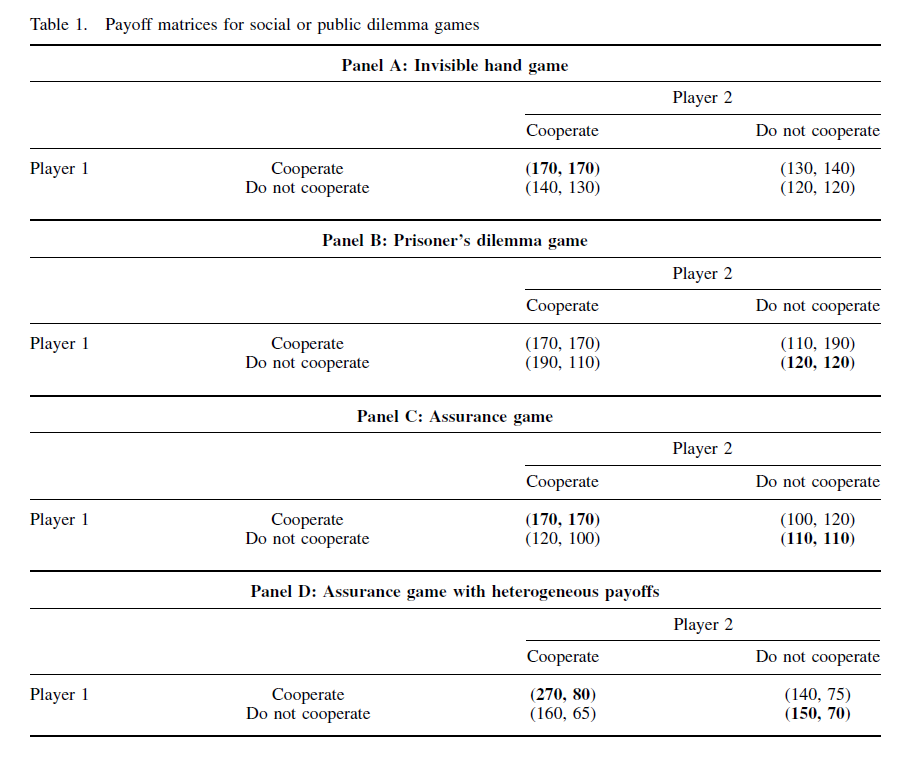 Table 1. Payoff matrices for social or public dilemma games
Panel A: Invisible hand game
Player 2
Cooperate Do not cooperate
Player 1 Cooperate (170, 170) (130, 140)
Do not cooperate (140, 130) (120, 120)
Panel B: Prisoner's dilemma game
Player 2
Cooperate Do not cooperate
Player 1 Cooperate (170, 170) (110, 190)
Do not cooperate (190, 110) (120, 120)
Panel C: Assurance game
Player 2
Cooperate Do not cooperate
Player 1 Cooperate (170, 170) (100, 120)
Do not cooperate (120, 100) (110, 110)
Panel D: Assurance game with heterogeneous payoffs
Player 2
Cooperate Do not cooperate
Player 1 Cooperate (270, 80) (140, 75)
Do not cooperate (160, 65) (150, 70)